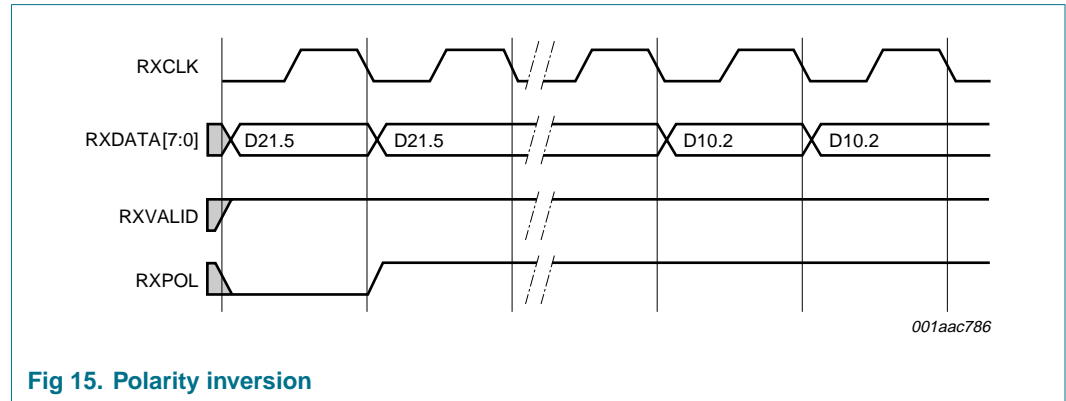 RXCLK
RXDATA[7:0] D21.5 D21.5 D10.2 D10.2
RXVALID
RXPOL
001aac786
Fig 15. Polarity inversion